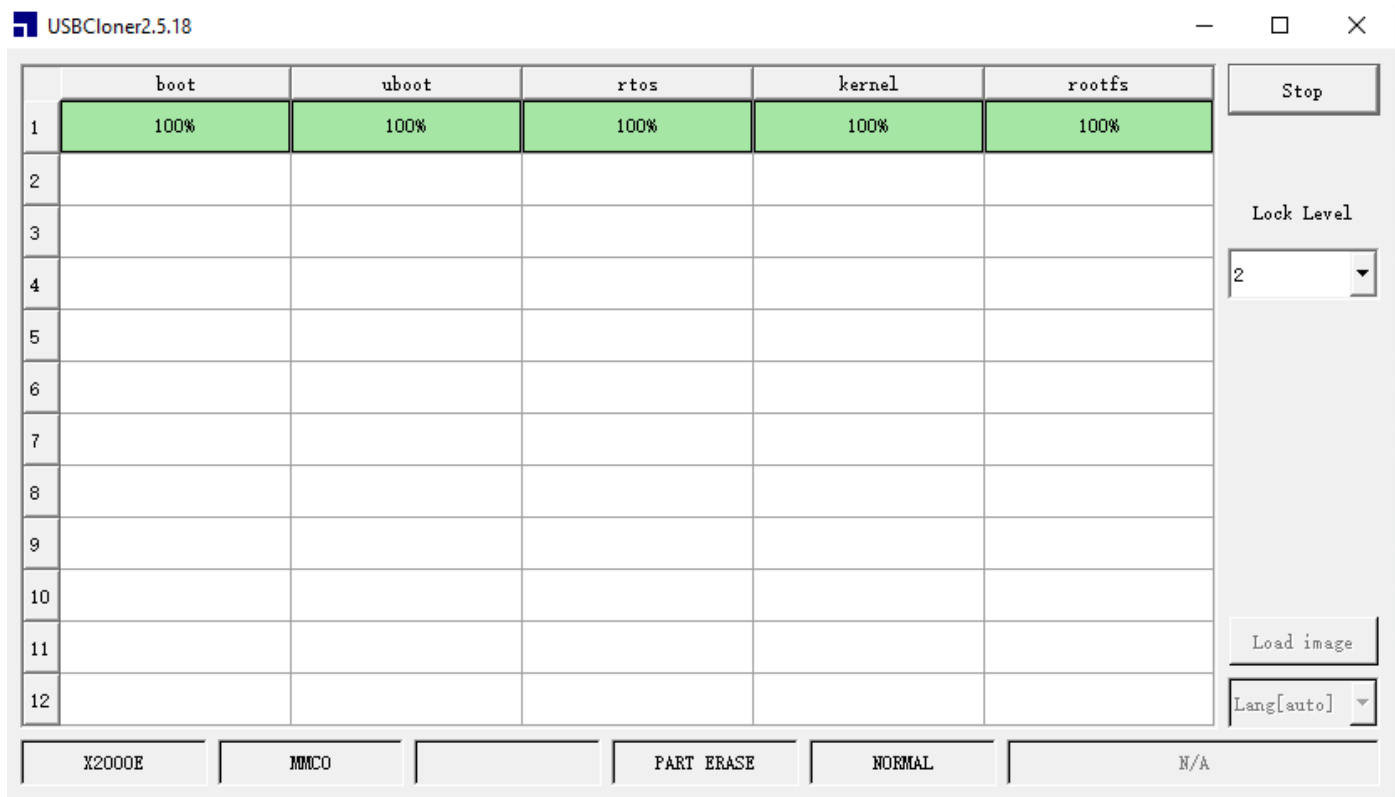 USBCloner2.5.18
boot uboot rtos kernel rootfs
1 100% 100% 100% 100% 100%
2
3
4
5
6
7
8
9
10
11
12
Stop
Lock Level
2
Load image
Lang[auto]
X2000E MMC0 PART ERASE NORMAL N/A